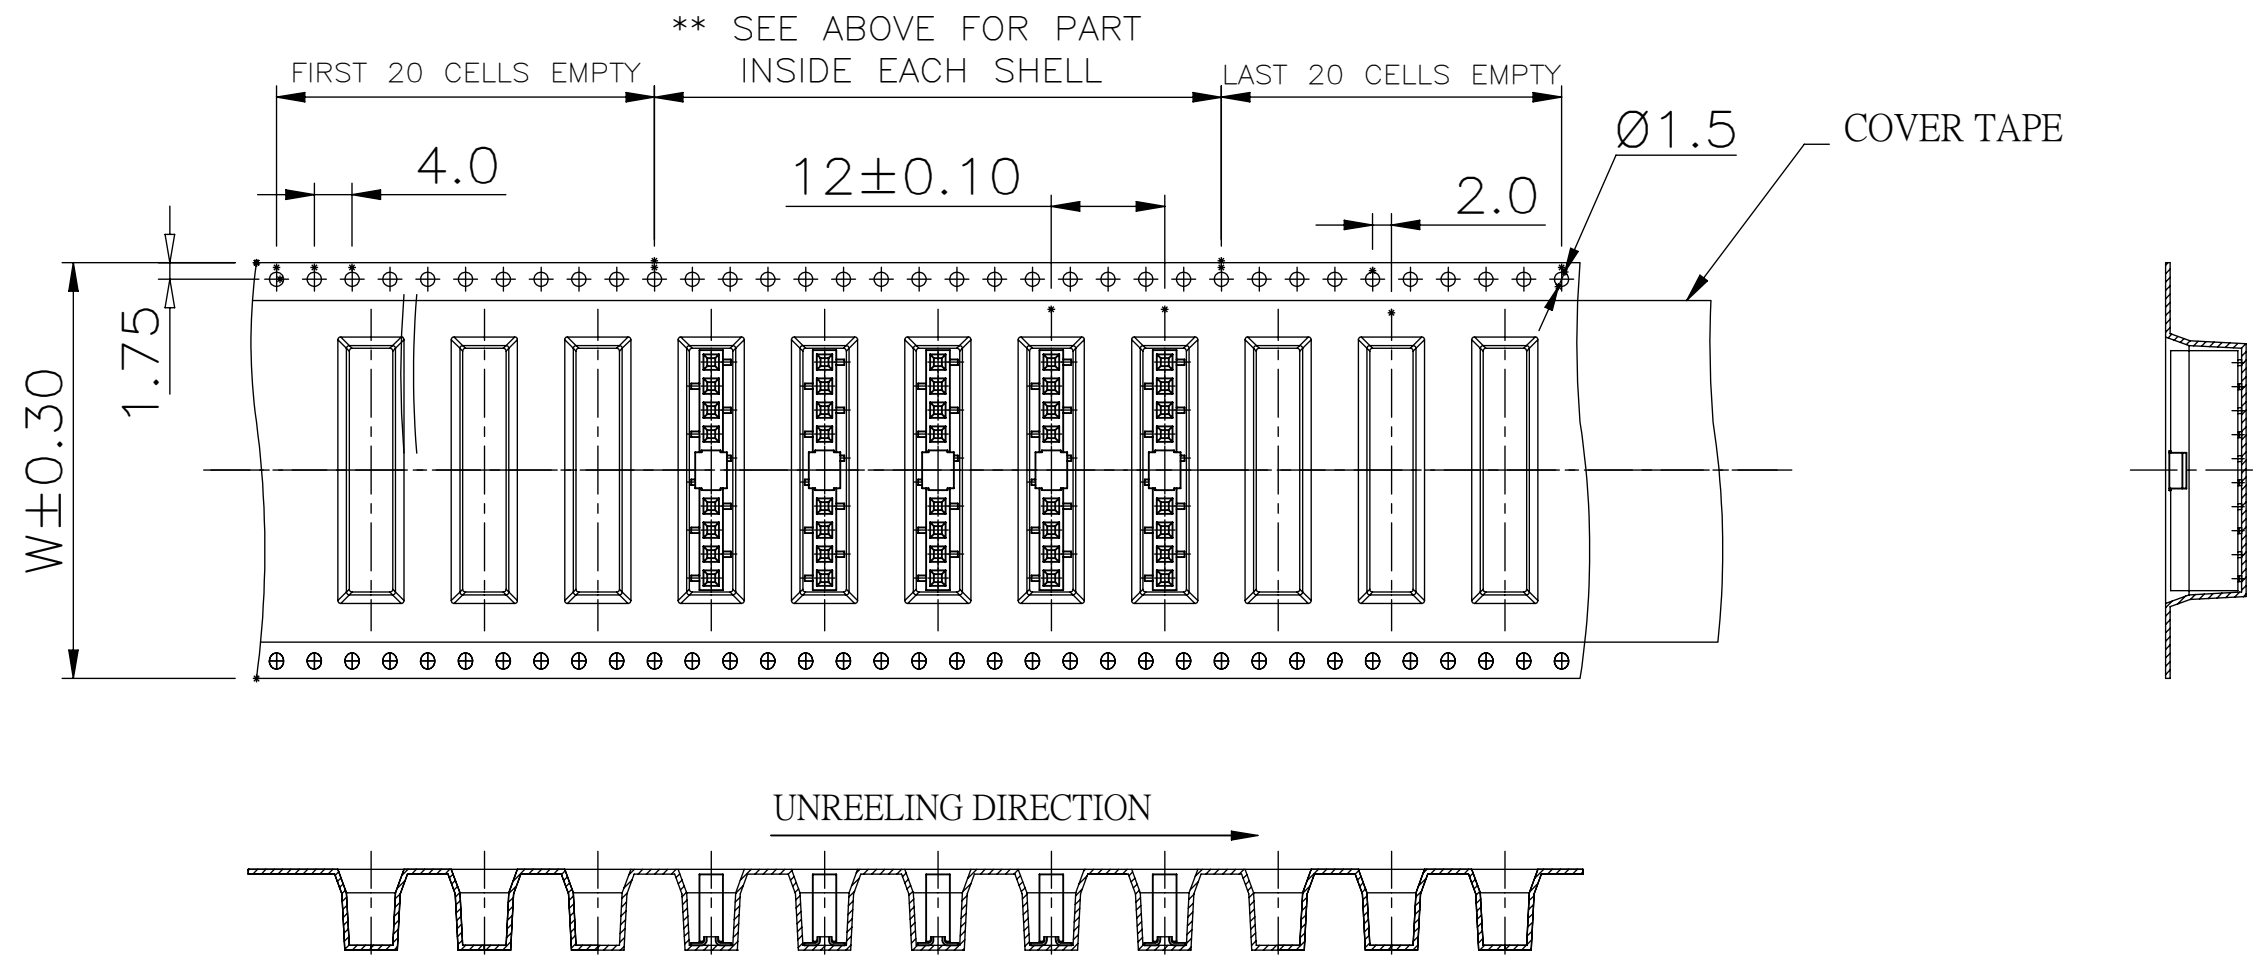 ** SEE ABOVE FOR PART
INSIDE EACH SHELL
FIRST 20 CELLS EMPTY
LAST 20 CELLS EMPTY
Ø1.5
COVER TAPE
4.0
12±0.10
2.0
1.75
W±0.30
UNREELING DIRECTION